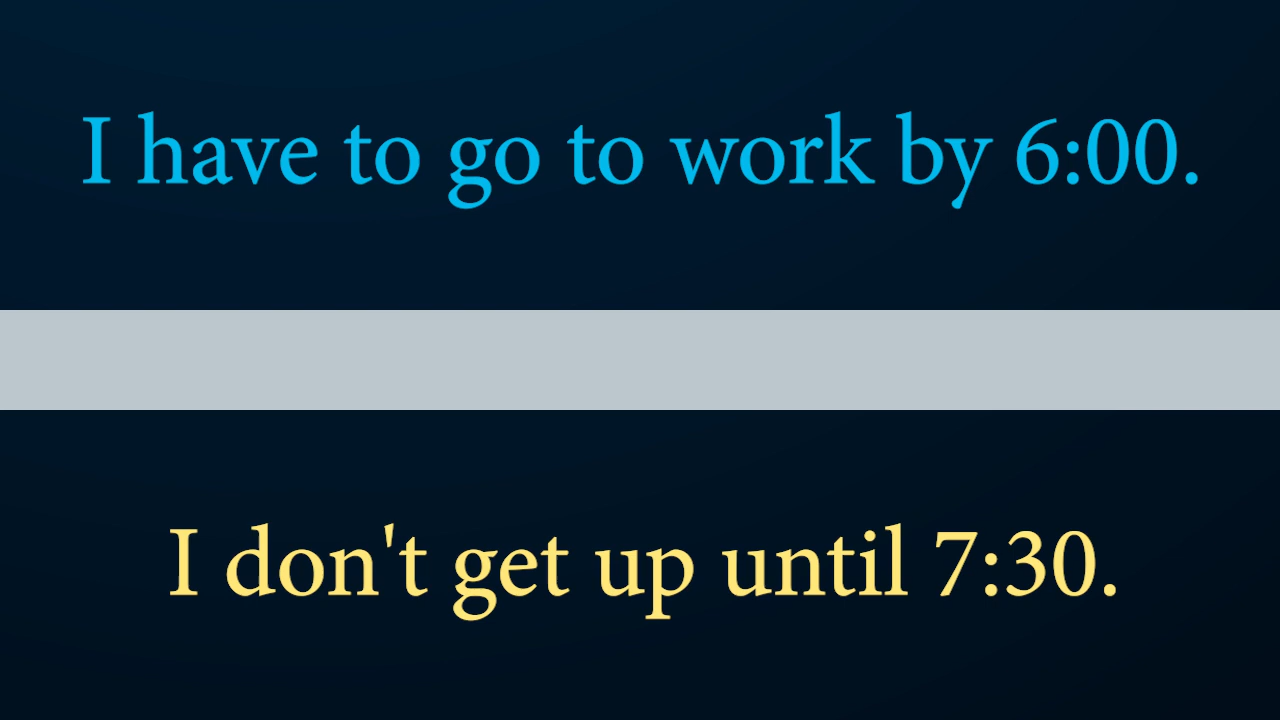 I have to go to work by 6:00.
I don't get up until 7:30.